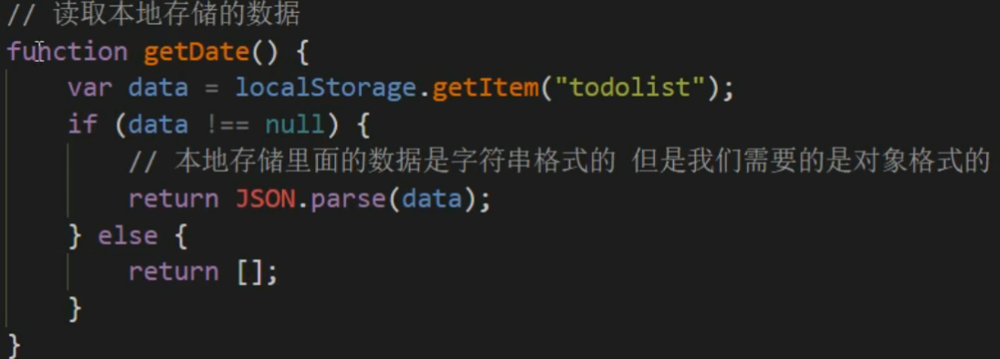 // 读取本地存储的数据
function getDate() {
    var data = localStorage.getItem("todolist");
    if (data !== null) {
        // 本地存储里面的数据是字符串格式的 但是我们需要的是对象格式的
        return JSON.parse(data);
    } else {
        return [];
    }
}